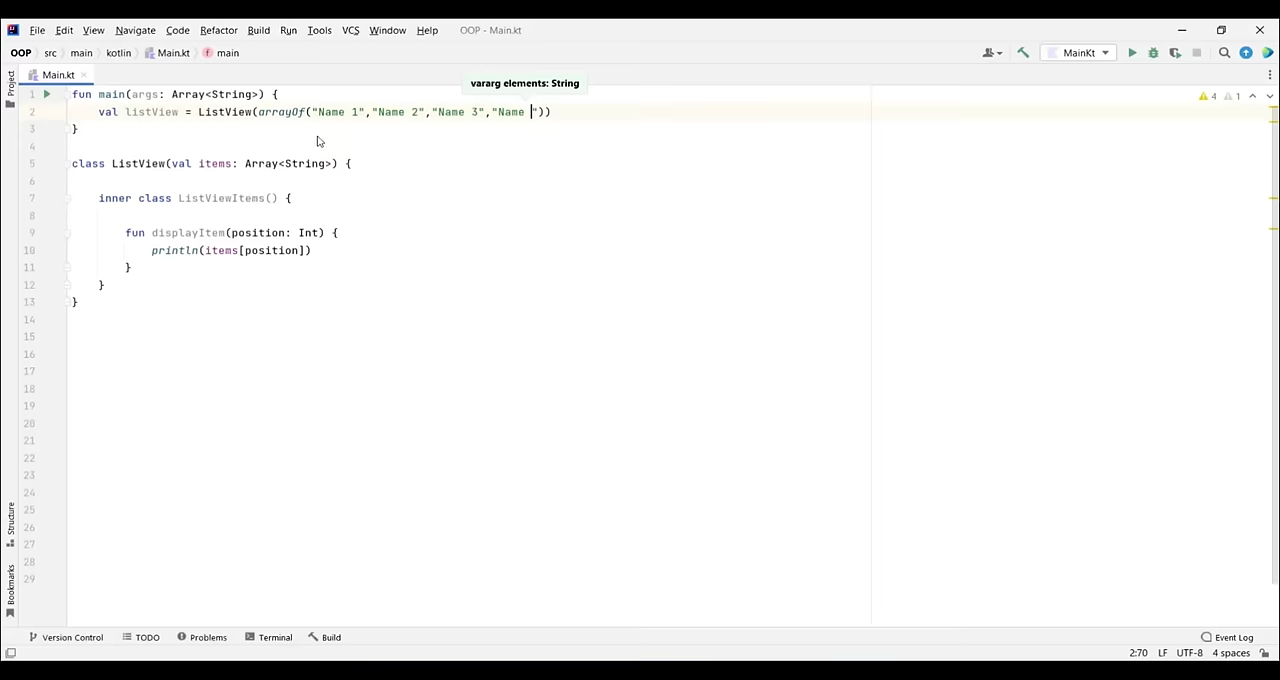 File Edit View Navigate Code Refactor Build Run Tools VCS Window Help OOP - Main.kt
OOP src main kotlin Main.kt main MainKt
Project
Main.kt
vararg elements: String
1 fun main(args: Array<String>) { 4 1
2 val listView = ListView(arrayOf("Name 1","Name 2","Name 3","Name "))
3 }
4
5 class ListView(val items: Array<String>) {
6
7 inner class ListViewItems() {
8
9 fun displayItem(position: Int) {
10 println(items[position])
11 }
12 }
13 }
14
15
16
17
18
19
20
21
22
23
24
25
26
27
28
29
Structure
Bookmarks
Version Control TODO Problems Terminal Build Event Log
2:70 LF UTF-8 4 spaces